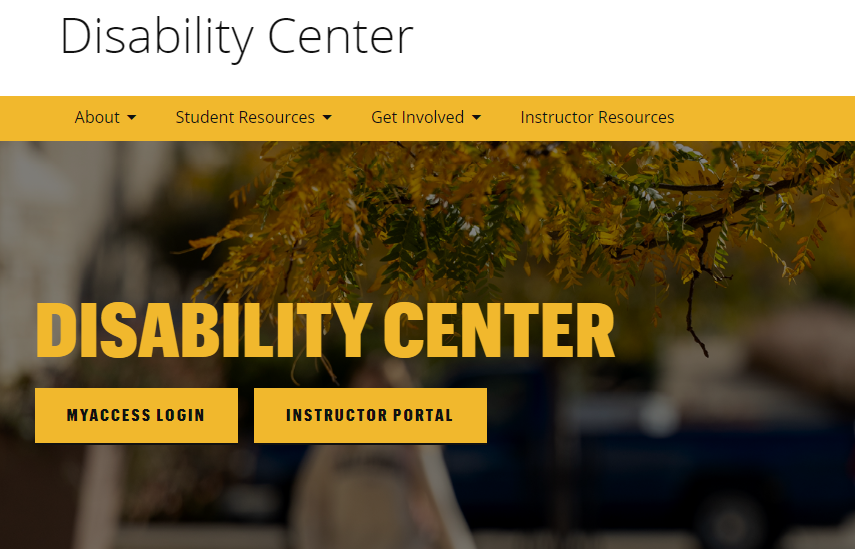 Disability Center
About Student Resources Get Involved Instructor Resources
DISABILITY CENTER
MYACCESS LOGIN INSTRUCTOR PORTAL